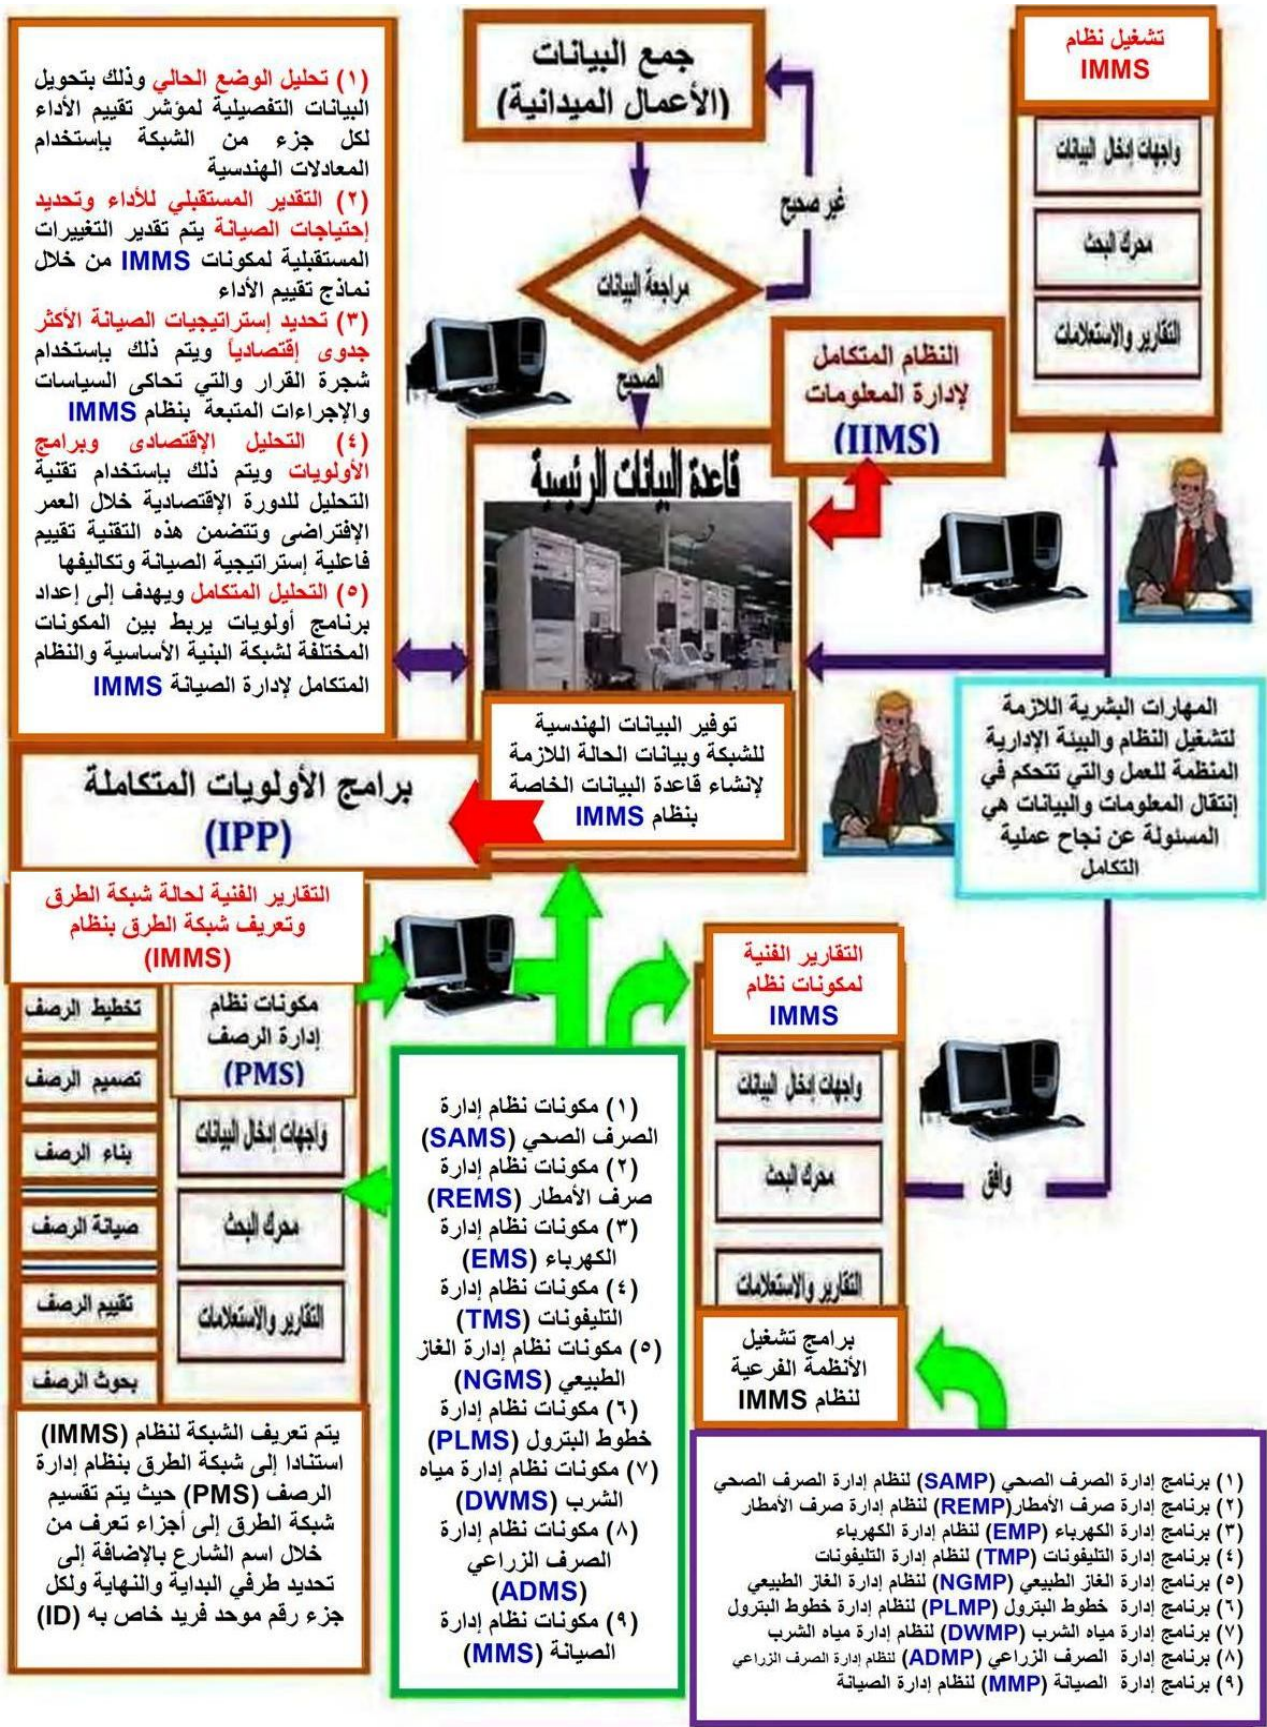 جمع البيانات
(الأعمال الميدانية)
غير صحيح
مراجعة البيانات
الصحيح
تشغيل نظام
IMMS
واجهات إدخال البيانات
محرك البحث
التقارير والاستعلامات
النظام المتكامل
لإدارة المعلومات
(IIMS)
قاعدة البيانات الرئيسية
(١) تحليل الوضع الحالي وذلك بتحويل
البيانات التفصيلية لمؤشر تقييم الأداء
لكل جزء من الشبكة بإستخدام
المعادلات الهندسية
(٢) التقدير المستقبلي للأداء وتحديد
إحتياجات الصيانة يتم تقدير التغييرات
المستقبلية لمكونات IMMS من خلال
نماذج تقييم الأداء
(٣) تحديد إستراتيجيات الصيانة الأكثر
جدوى إقتصادياً ويتم ذلك بإستخدام
شجرة القرار والتي تحاكى السياسات
والإجراءات المتبعة بنظام IMMS
(٤) التحليل الإقتصادى وبرامج
الأولويات ويتم ذلك بإستخدام تقنية
التحليل للدورة الإقتصادية خلال العمر
الإفتراضى وتتضمن هذه التقنية تقييم
فاعلية إستراتيجية الصيانة وتكاليفها
(٥) التحليل المتكامل ويهدف إلى إعداد
برنامج أولويات يربط بين المكونات
المختلفة لشبكة البنية الأساسية والنظام
المتكامل لإدارة الصيانة IMMS
توفير البيانات الهندسية
للشبكة وبيانات الحالة اللازمة
لإنشاء قاعدة البيانات الخاصة
بنظام IMMS
المهارات البشرية اللازمة
لتشغيل النظام والبيئة الإدارية
المنظمة للعمل والتي تتحكم في
إنتقال المعلومات والبيانات هي
المسئولة عن نجاح عملية
التكامل
برامج الأولويات المتكاملة
(IPP)
التقارير الفنية لحالة شبكة الطرق
وتعريف شبكة الطرق بنظام
(IMMS)
مكونات نظام
إدارة الرصف
(PMS)
واجهات إدخال البيانات
محرك البحث
التقارير والاستعلامات
تخطيط الرصف
تصميم الرصف
بناء الرصف
صيانة الرصف
تقييم الرصف
بحوث الرصف
يتم تعريف الشبكة لنظام (IMMS)
استنادا إلى شبكة الطرق بنظام إدارة
الرصف (PMS) حيث يتم تقسيم
شبكة الطرق إلى أجزاء تعرف من
خلال اسم الشارع بالإضافة إلى
تحديد طرفي البداية والنهاية ولكل
جزء رقم موحد فريد خاص به (ID)
(١) مكونات نظام إدارة
الصرف الصحي (SAMS)
(٢) مكونات نظام إدارة
صرف الأمطار (REMS)
(٣) مكونات نظام إدارة
الكهرباء (EMS)
(٤) مكونات نظام إدارة
التليفونات (TMS)
(٥) مكونات نظام إدارة الغاز
الطبيعي (NGMS)
(٦) مكونات نظام إدارة
خطوط البترول (PLMS)
(٧) مكونات نظام إدارة مياه
الشرب (DWMS)
(٨) مكونات نظام إدارة
الصرف الزراعي
(ADMS)
(٩) مكونات نظام إدارة
الصيانة (MMS)
التقارير الفنية
لمكونات نظام
IMMS
واجهات إدخال البيانات
محرك البحث
التقارير والاستعلامات
وافق
برامج تشغيل
الأنظمة الفرعية
لنظام IMMS
(١) برنامج إدارة الصرف الصحي (SAMP) لنظام إدارة الصرف الصحي
(٢) برنامج إدارة صرف الأمطار(REMP) لنظام إدارة صرف الأمطار
(٣) برنامج إدارة الكهرباء (EMP) لنظام إدارة الكهرباء
(٤) برنامج إدارة التليفونات (TMP) لنظام إدارة التليفونات
(٥) برنامج إدارة الغاز الطبيعي (NGMP) لنظام إدارة الغاز الطبيعي
(٦) برنامج إدارة خطوط البترول (PLMP) لنظام إدارة خطوط البترول
(٧) برنامج إدارة مياه الشرب (DWMP) لنظام إدارة مياه الشرب
(٨) برنامج إدارة الصرف الزراعي (ADMP) لنظام إدارة الصرف الزراعي
(٩) برنامج إدارة الصيانة (MMP) لنظام إدارة الصيانة